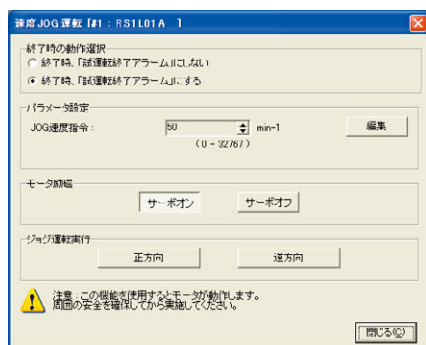 速度JOG運転 [#1 : RS1L01A ]
終了時の動作選択
終了時、「試運転終了アラーム」にしない
終了時、「試運転終了アラーム」にする
パラメータ設定
JOG速度指令 : 50 min-1 編集
( 0 - 32767 )
モータ励磁
サーボオン サーボオフ
ジョグ運転実行
正方向 逆方向
注意 : この機能を使用するとモータが動作します。
周囲の安全を確保してから実施してください。
閉じる(C)